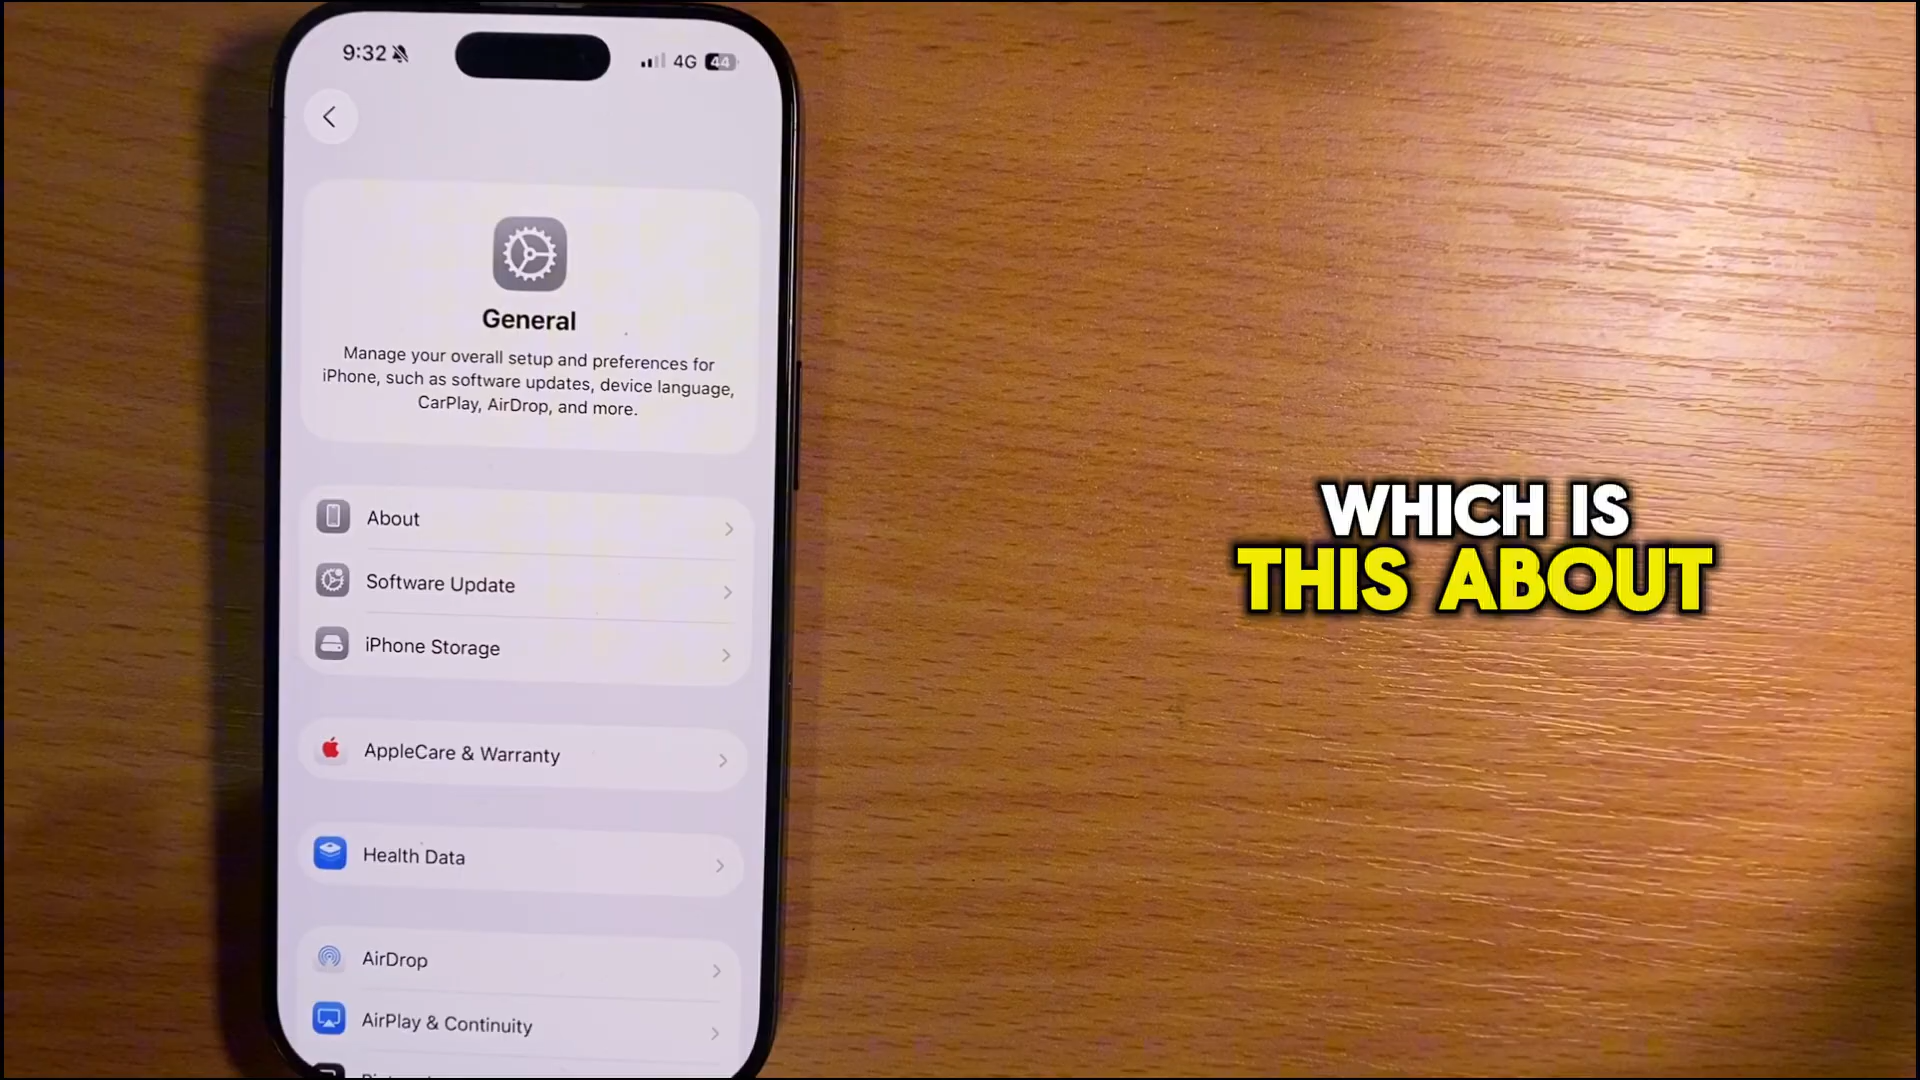 9:32
4G
44
General
Manage your overall setup and preferences for
iPhone, such as software updates, device language,
CarPlay, AirDrop, and more.
About
Software Update
iPhone Storage
AppleCare & Warranty
Health Data
AirDrop
AirPlay & Continuity
WHICH IS
THIS ABOUT